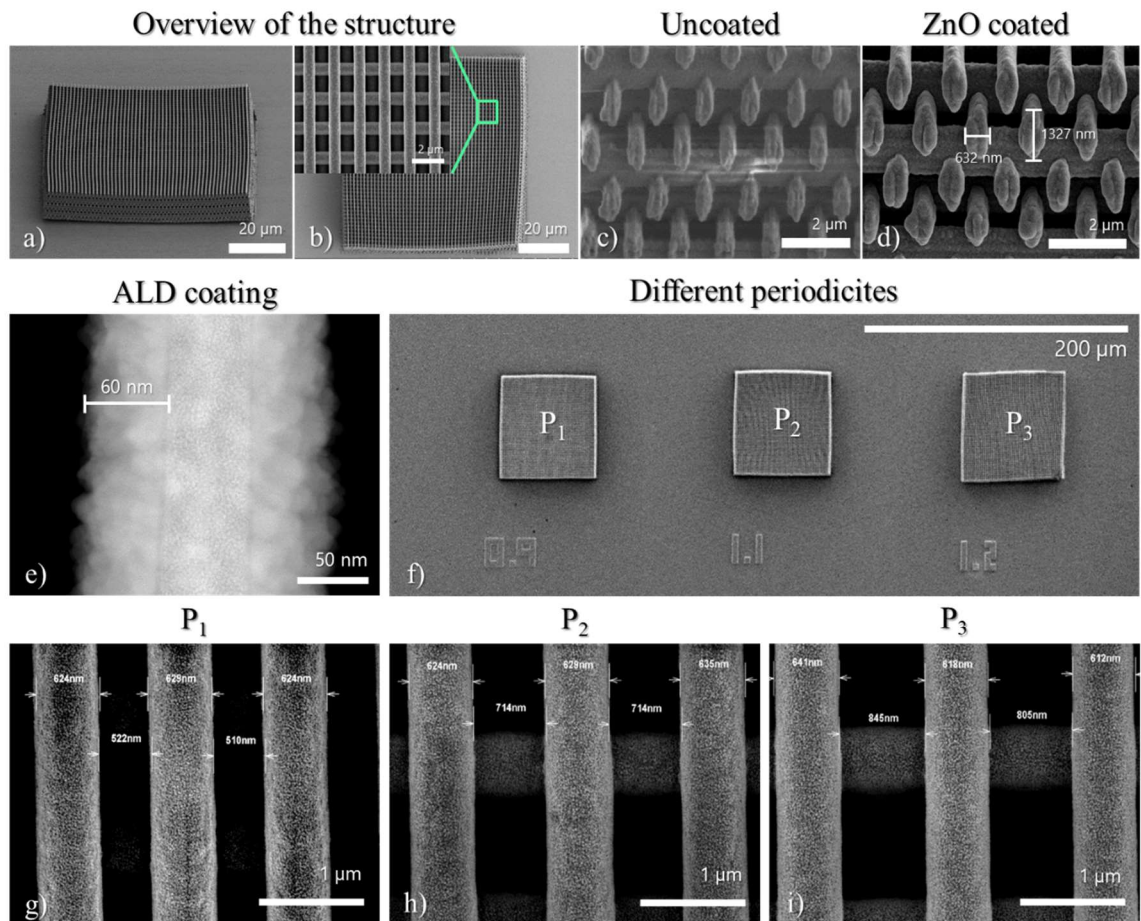 Overview of the structure
Uncoated
ZnO coated
a)
20 µm
b)
2 µm
20 µm
c)
2 µm
d)
632 nm
1327 nm
2 µm
ALD coating
Different periodicites
60 nm
e)
50 nm
200 µm
P1
P2
P3
0.9
1.1
1.2
f)
P1
P2
P3
624nm
629nm
624nm
522nm
510nm
g)
1 µm
624nm
629nm
635nm
714nm
714nm
h)
1 µm
641nm
618nm
612nm
845nm
805nm
i)
1 µm